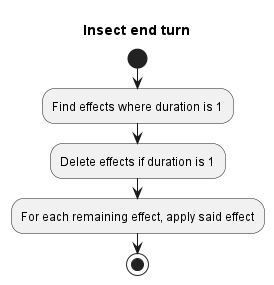 Insect end turn
Find effects where duration is 1
Delete effects if duration is 1
For each remaining effect, apply said effect